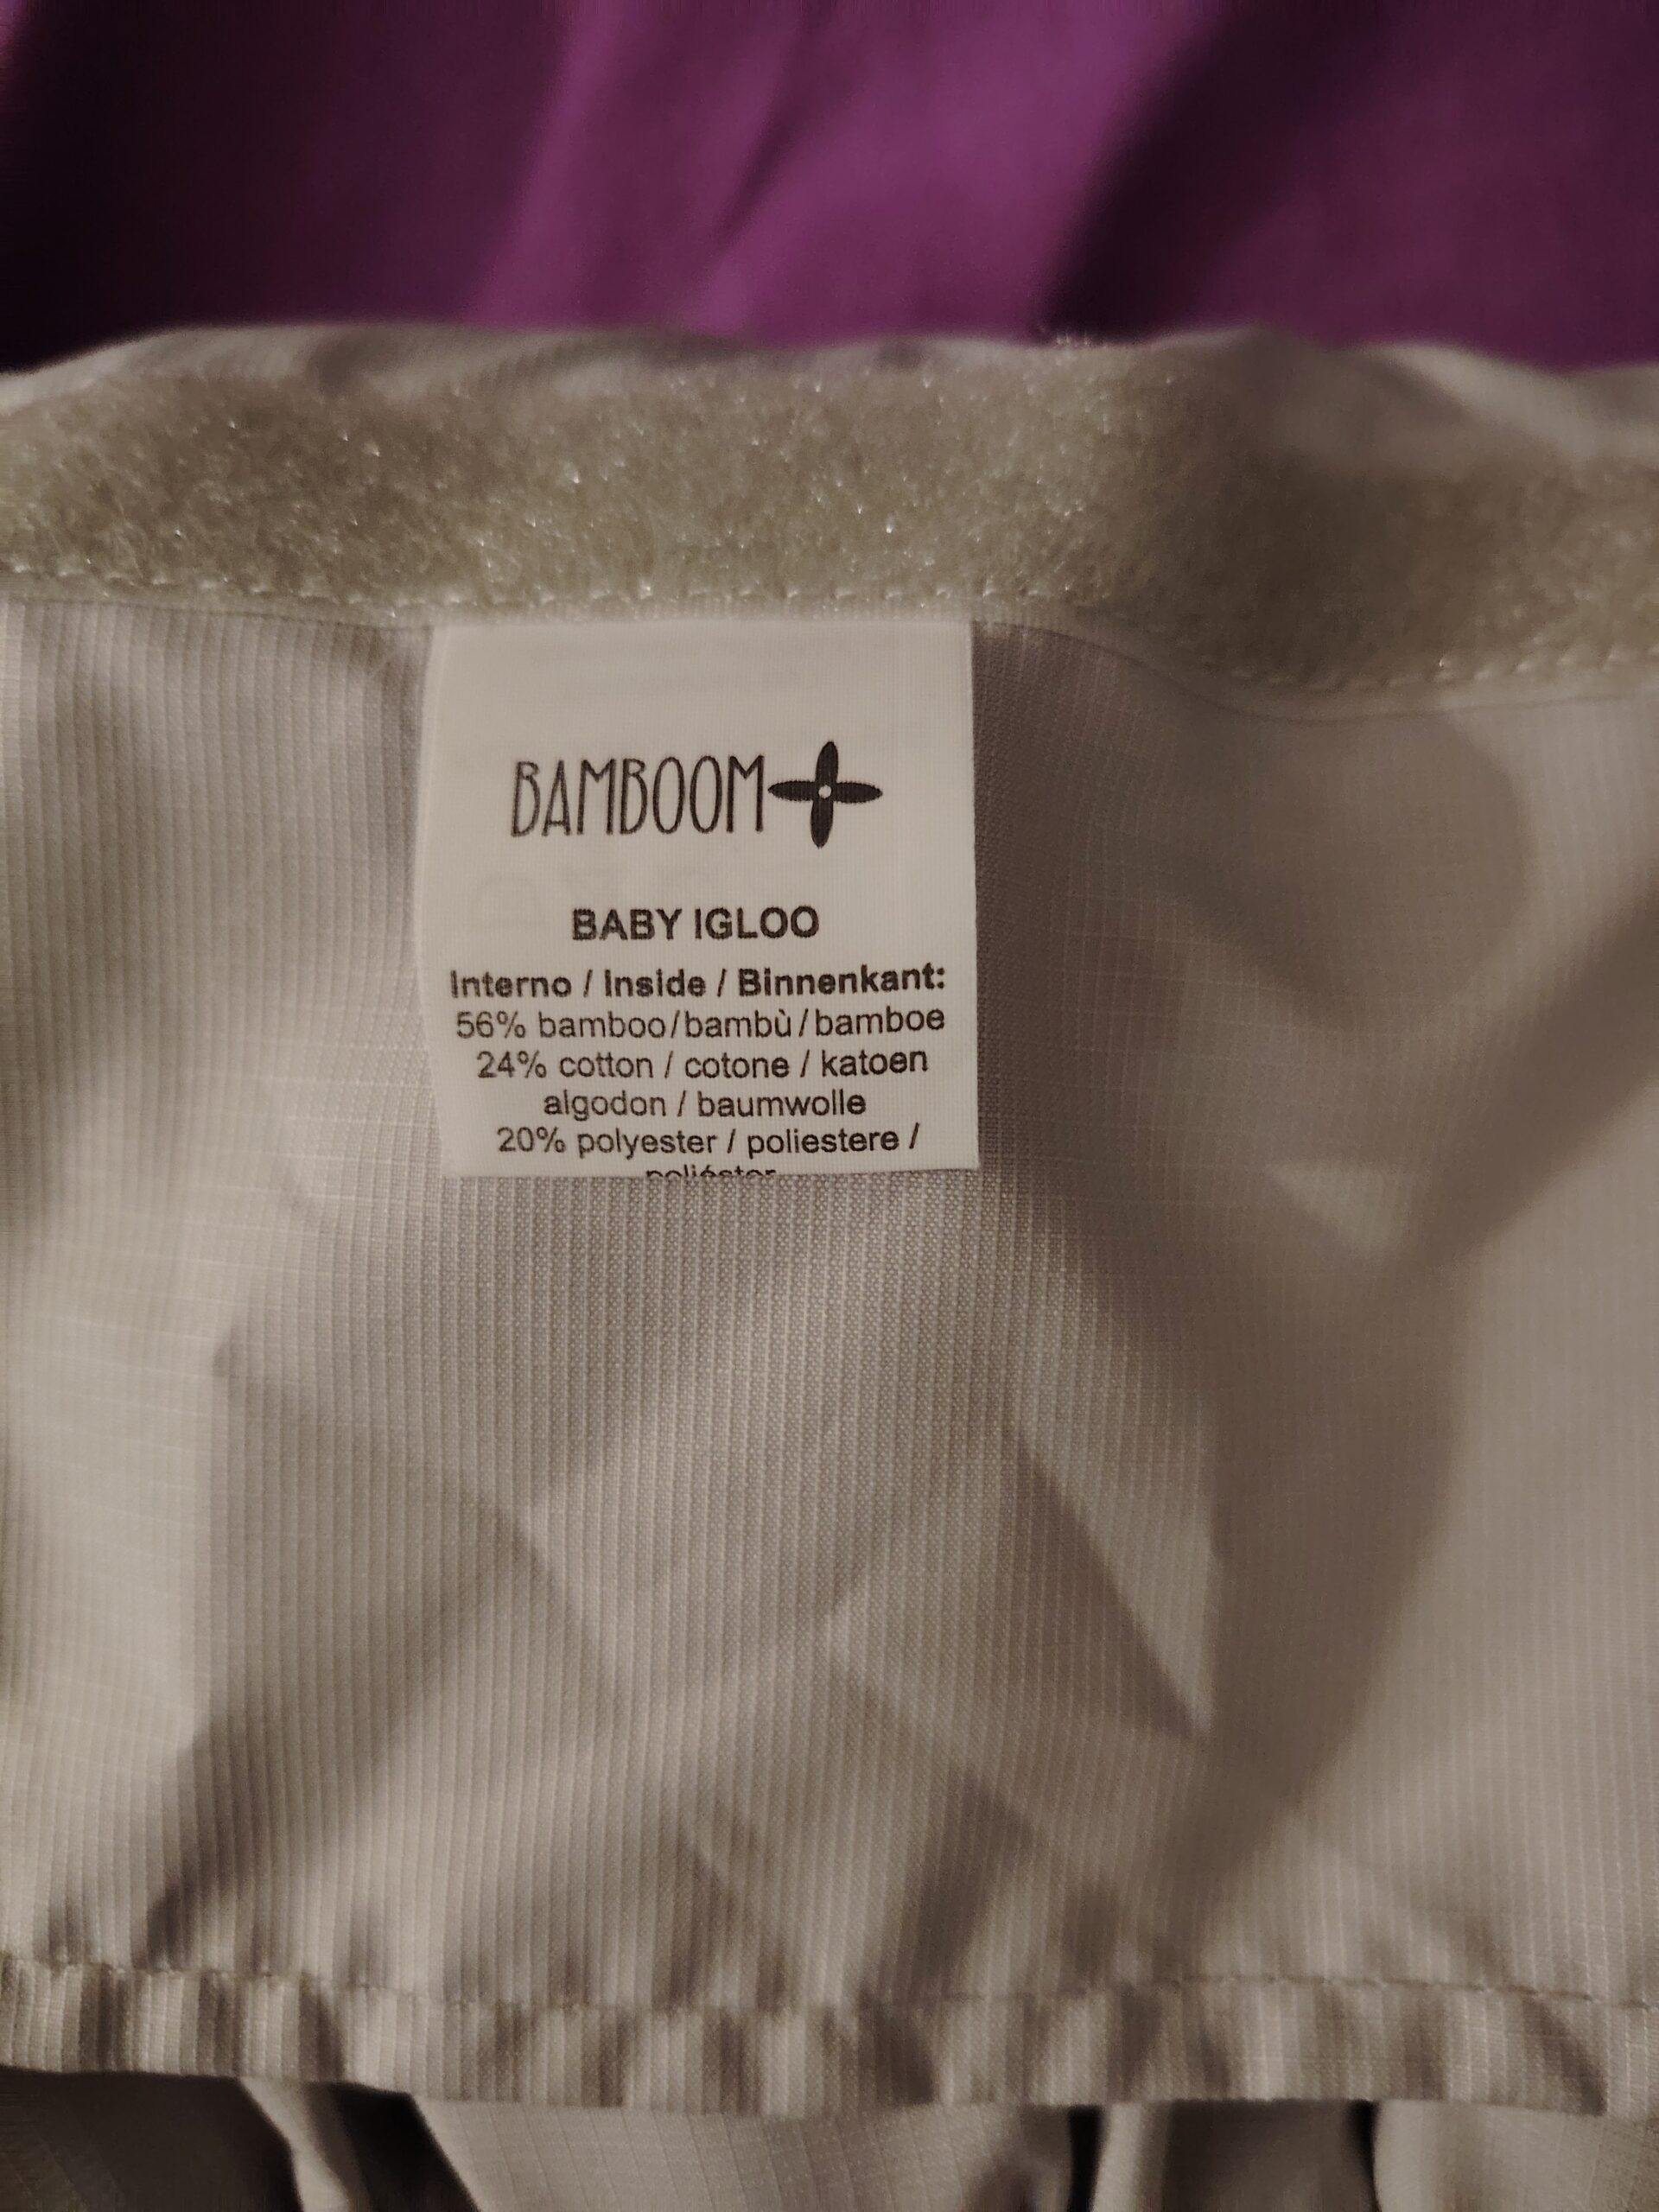 BAMBOOM
BABY IGLOO
Interno / Inside / Binnenkant:
56% bamboo/bambù/bamboe
24% cotton / cotone / katoen
algodon / baumwolle
20% polyester / poliestere /
poliéster